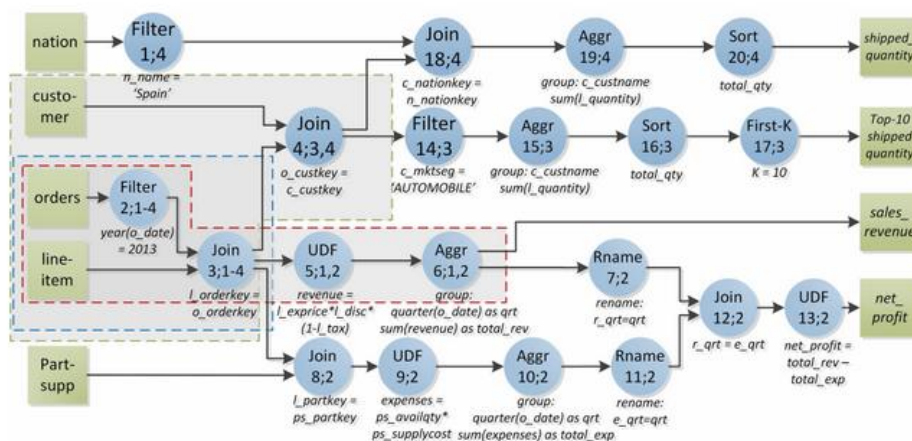 nation
Filter
1;4
n_name =
'Spain'
Join
18;4
c_nationkey =
n_nationkey
Aggr
19;4
group: c_custname
sum(l_quantity)
Sort
20;4
total_qty
shipped_
quantity
custo-
mer
Join
4;3,4
o_custkey =
c_custkey
Filter
14;3
c_mktseg=
'AUTOMOBILE'
Aggr
15;3
group: c_custname
sum(l_quantity)
Sort
16;3
total_qty
First-K
17;3
K = 10
Top-10
shipped
quantity
orders
Filter
2;1-4
year(o_date)
= 2013
line-
item
Join
3;1-4
l_orderkey =
o_orderkey
UDF
5;1,2
revenue =
l_exprice*l_disc*
(1-l_tax)
Aggr
6;1,2
group:
quarter(o_date) as qrt
sum(revenue) as total_rev
sales_
revenue
Rname
7;2
rename:
r_qrt=qrt
Join
12;2
r_qrt = e_qrt
UDF
13;2
net_profit =
total_rev –
total_exp
net_
profit
Part-
supp
Join
8;2
l_partkey =
ps_partkey
UDF
9;2
expenses =
ps_availqty*
ps_supplycost
Aggr
10;2
group:
quarter(o_date) as qrt
sum(expenses) as total_exp
Rname
11;2
rename:
e_qrt=qrt